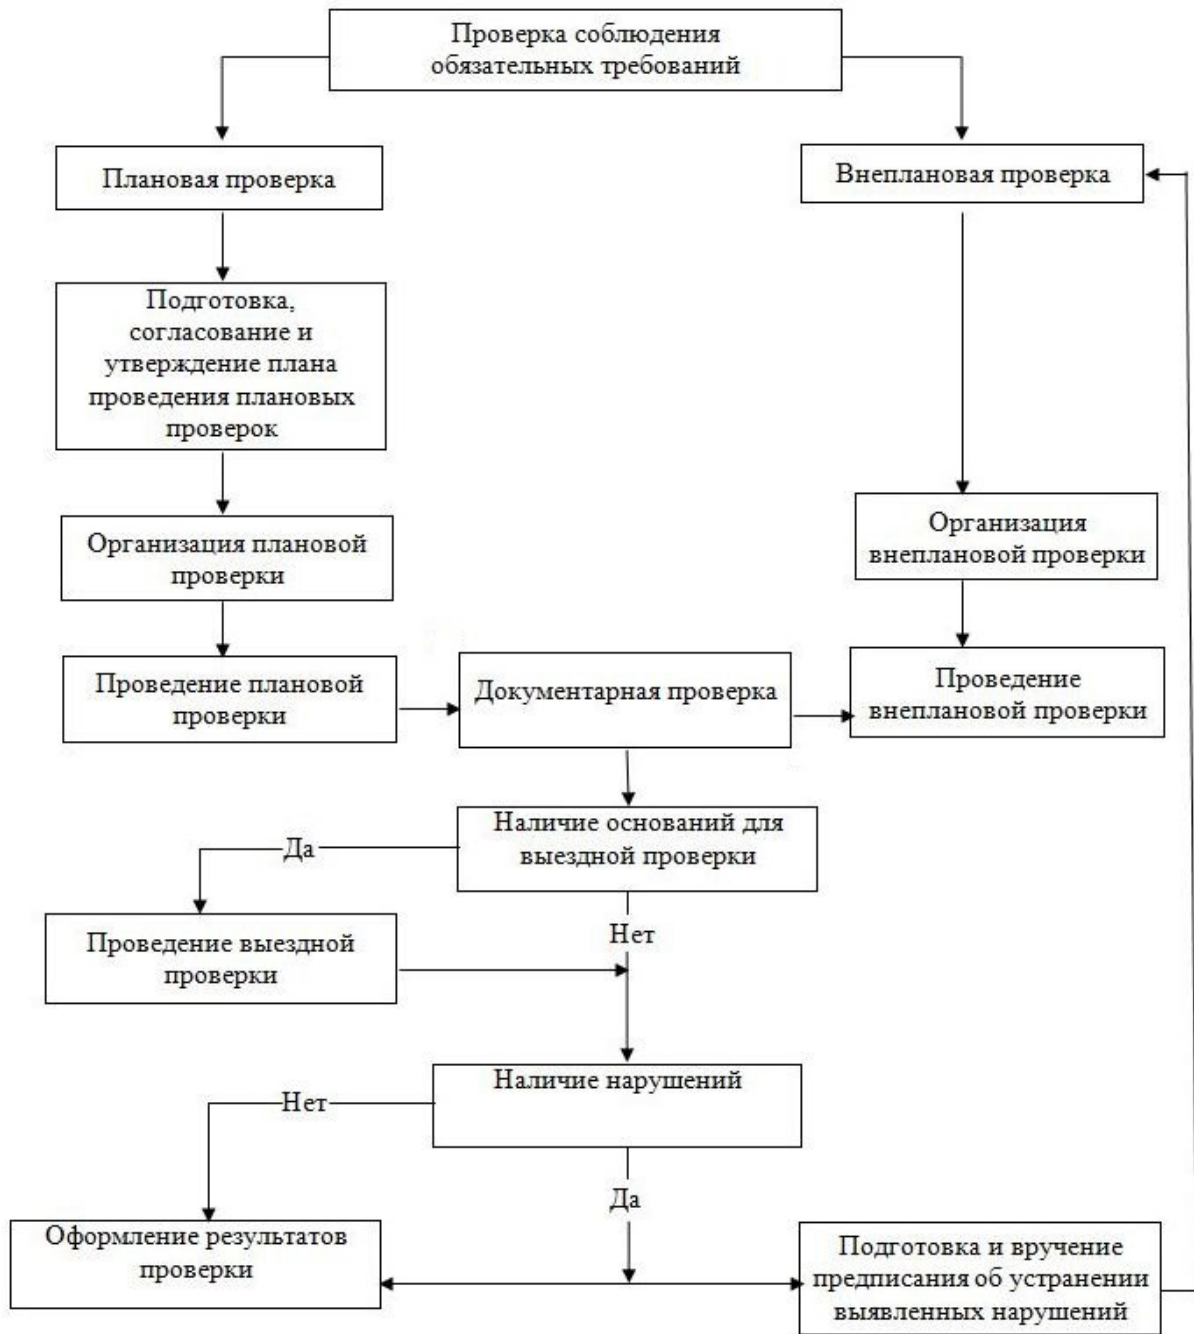 Проверка соблюдения
обязательных требований
Плановая проверка
Внеплановая проверка
Подготовка,
согласование и
утверждение плана
проведения плановых
проверок
Организация плановой
проверки
Организация
внеплановой проверки
Проведение плановой
проверки
Документарная проверка
Проведение
внеплановой проверки
Наличие оснований для
выездной проверки
Да
Нет
Проведение выездной
проверки
Наличие нарушений
Нет
Да
Оформление результатов
проверки
Подготовка и вручение
предписания об устранении
выявленных нарушений